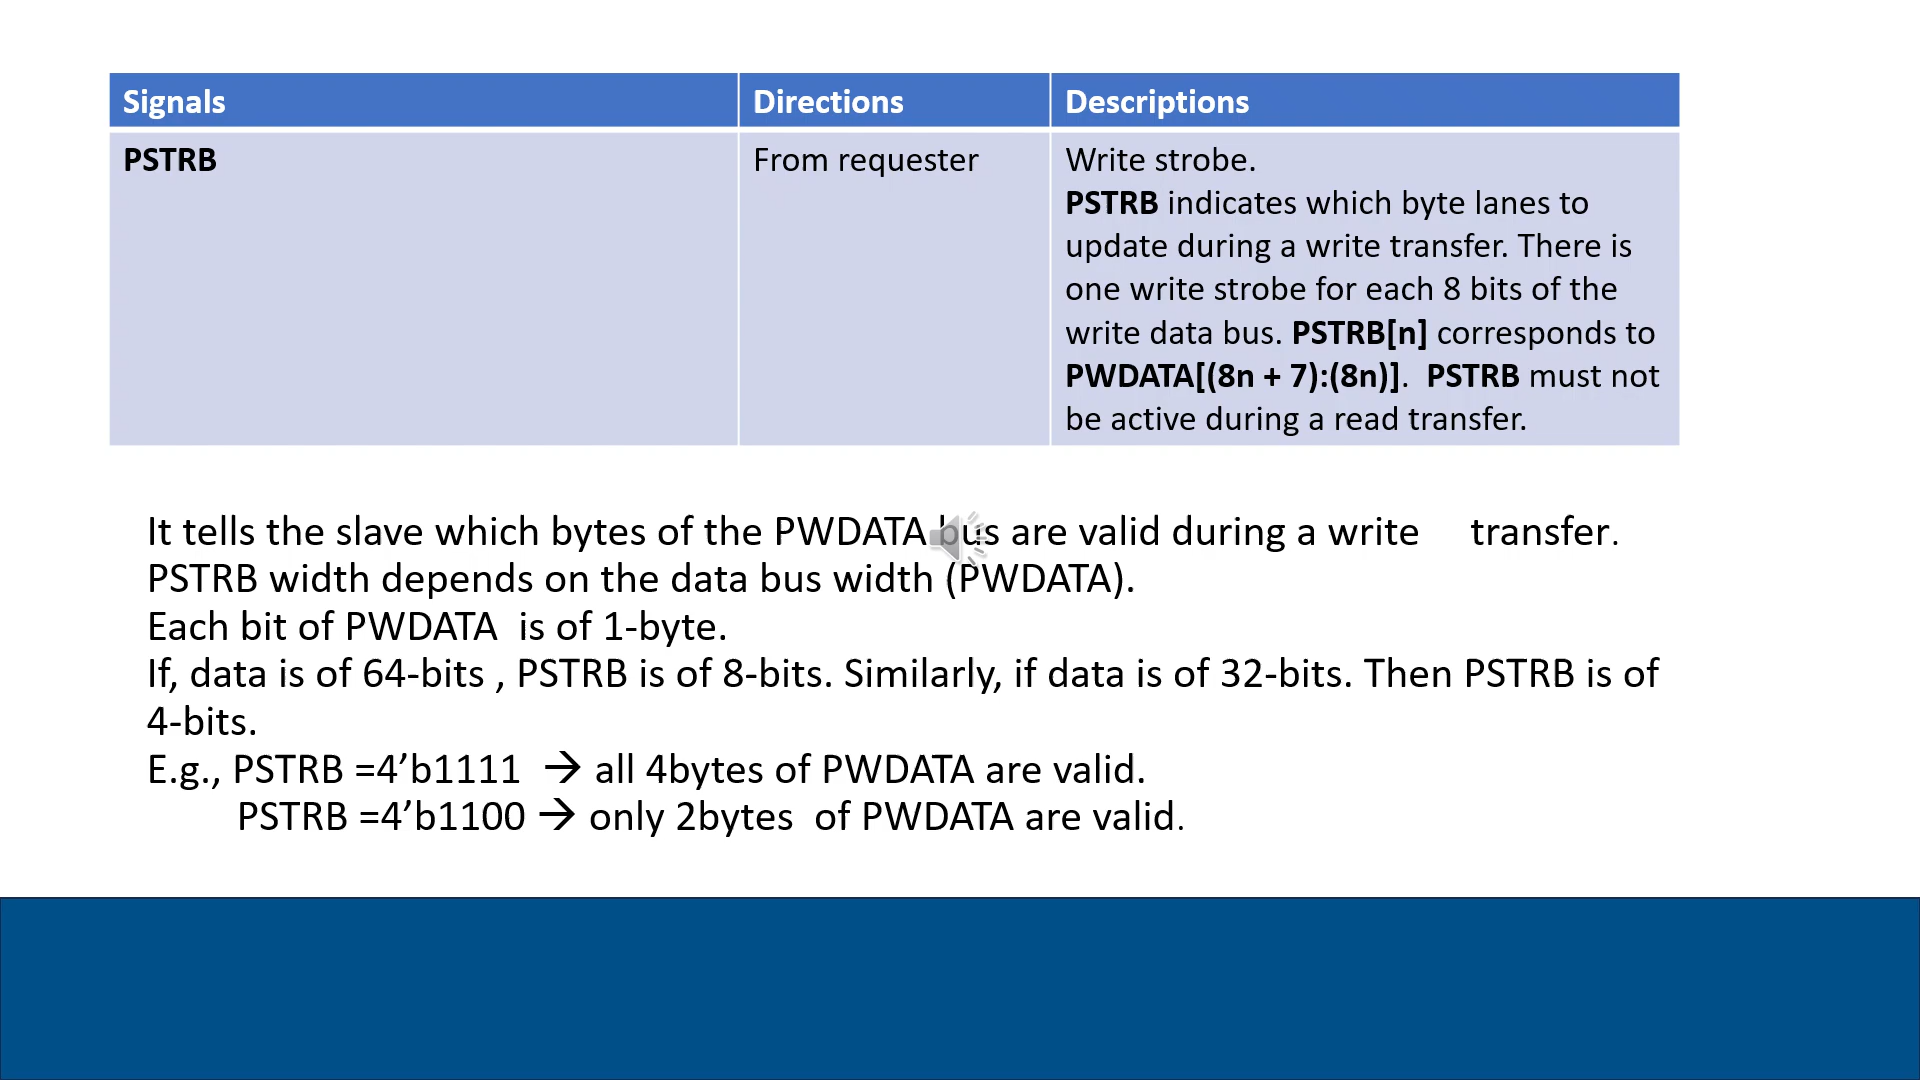 Signals Directions Descriptions
PSTRB From requester Write strobe.
PSTRB indicates which byte lanes to
update during a write transfer. There is
one write strobe for each 8 bits of the
write data bus. PSTRB[n] corresponds to
PWDATA[(8n + 7):(8n)]. PSTRB must not
be active during a read transfer.
It tells the slave which bytes of the PWDATA bus are valid during a write transfer.
PSTRB width depends on the data bus width (PWDATA).
Each bit of PWDATA is of 1-byte.
If, data is of 64-bits , PSTRB is of 8-bits. Similarly, if data is of 32-bits. Then PSTRB is of
4-bits.
E.g., PSTRB =4’b1111 → all 4bytes of PWDATA are valid.
PSTRB =4’b1100 → only 2bytes of PWDATA are valid.